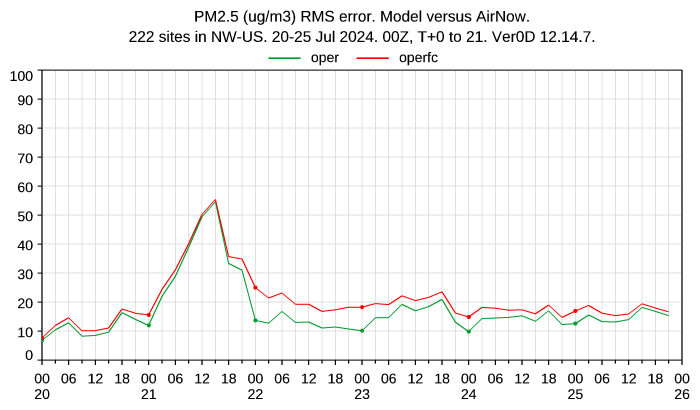 PM2.5 (ug/m3) RMS error. Model versus AirNow.
222 sites in NW-US. 20-25 Jul 2024. 00Z, T+0 to 21. Ver0D 12.14.7.
oper operfc
100
90
80
70
60
50
40
30
20
10
0
00 06 12 18 00 06 12 18 00 06 12 18 00 06 12 18 00 06 12 18 00 06 12 18 00
20 21 22 23 24 25 26